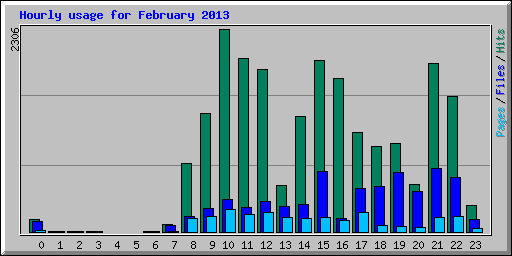 Hourly usage for February 2013
2306
Pages / Files / Hits
0 1 2 3 4 5 6 7 8 9 10 11 12 13 14 15 16 17 18 19 20 21 22 23